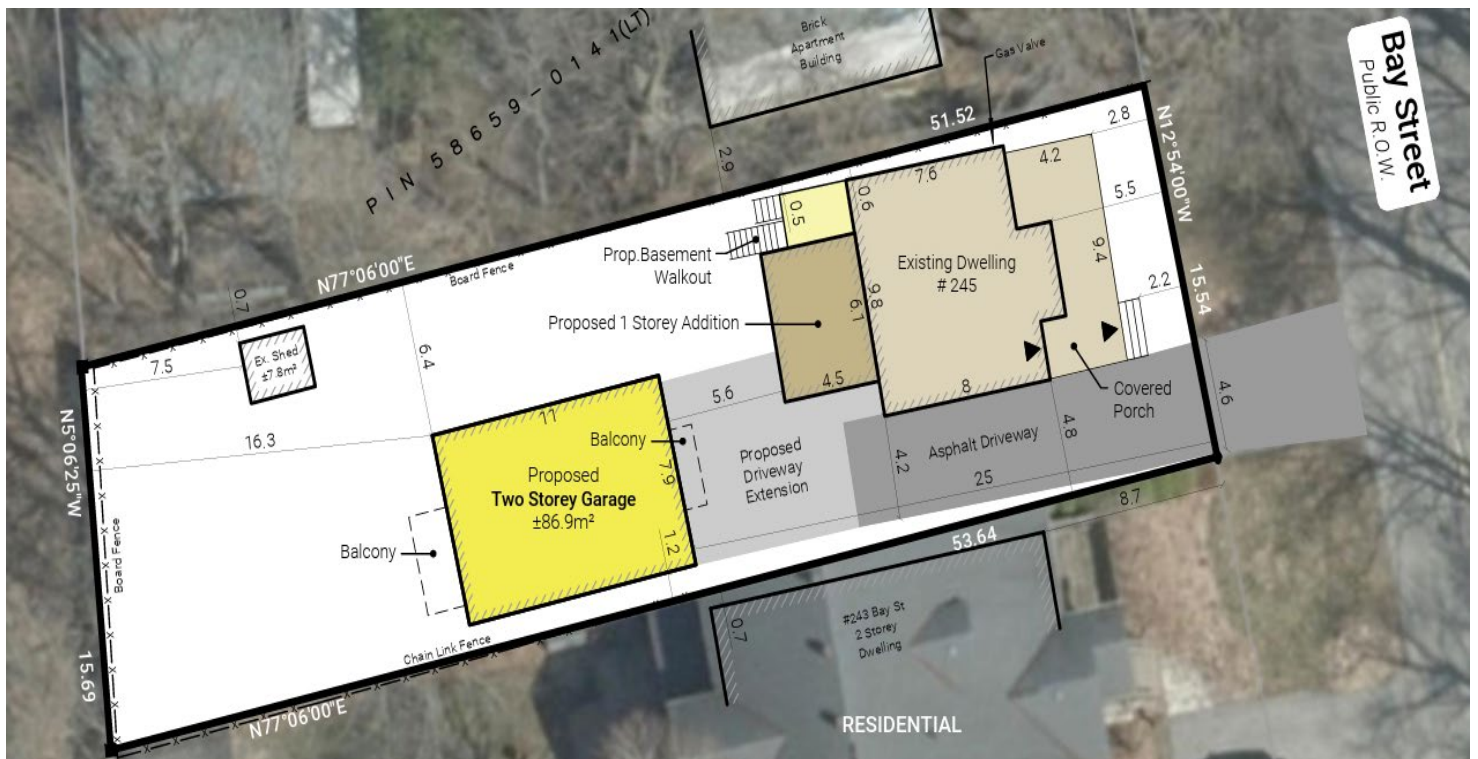 Brick
Apartment
Building
Gas Valve
Bay Street
Public R.O.W.
PIN 58659-0141(LT)
51.52
N12°54'00"W
2.8
2.9
4.2
7.6
0.6
0.5
5.5
Prop.Basement
Walkout
Existing Dwelling
# 245
9.4
N77°06'00"E
Board Fence
0.7
9.8
6.1
2.2
15.54
Proposed 1 Storey Addition
7.5
Ex. Shed
±7.8m²
6.4
4.5
8
5.6
Covered
Porch
4.6
N5°06'25"W
16.3
11
Balcony
Proposed
Two Storey Garage
±86.9m²
7.9
Proposed
Driveway
Extension
4.2
Asphalt Driveway
4.8
25
8.7
Board Fence
Balcony
1.2
53.64
0.7
#243 Bay St
2 Storey
Dwelling
Chain Link Fence
15.69
N77°06'00"E
RESIDENTIAL